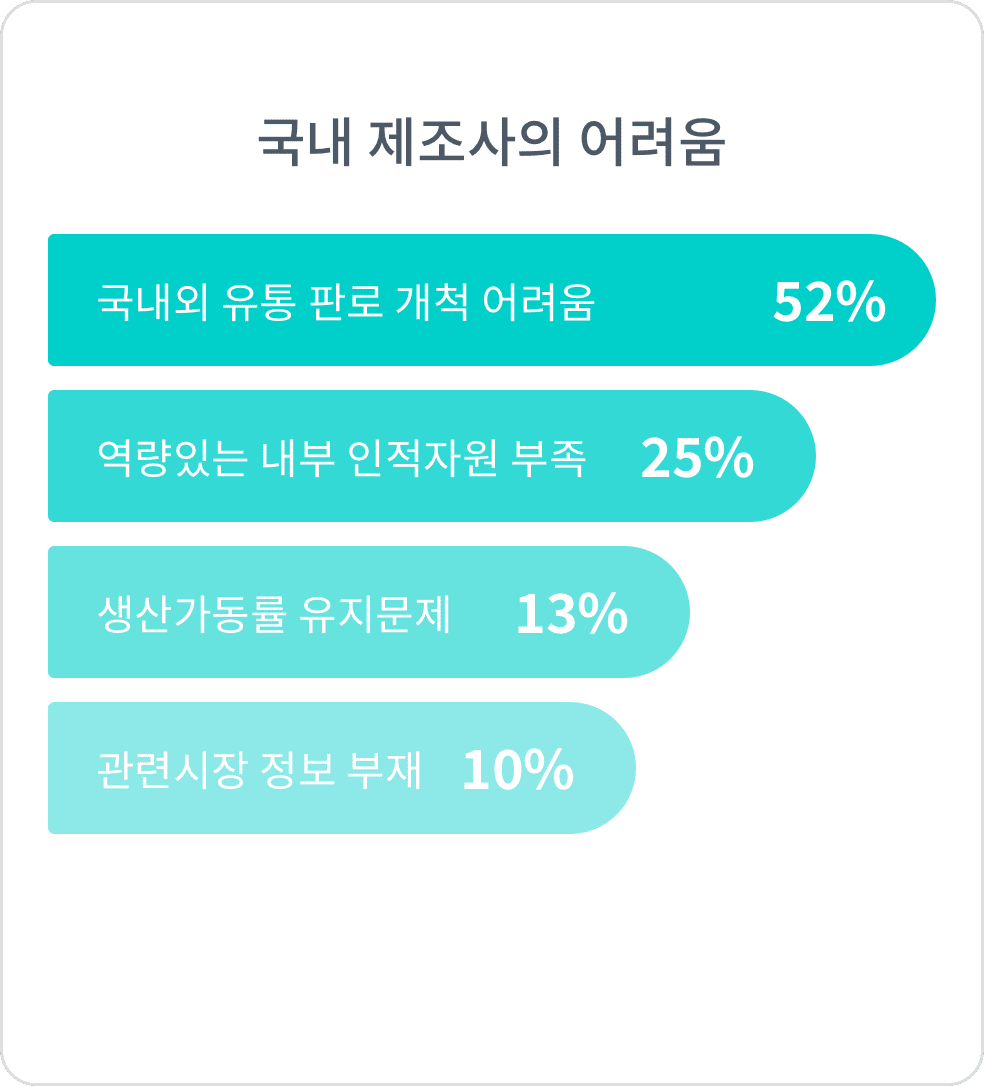 국내 제조사의 어려움
국내외 유통 판로 개척 어려움 52%
역량있는 내부 인적자원 부족 25%
생산가동률 유지문제 13%
관련시장 정보 부재 10%